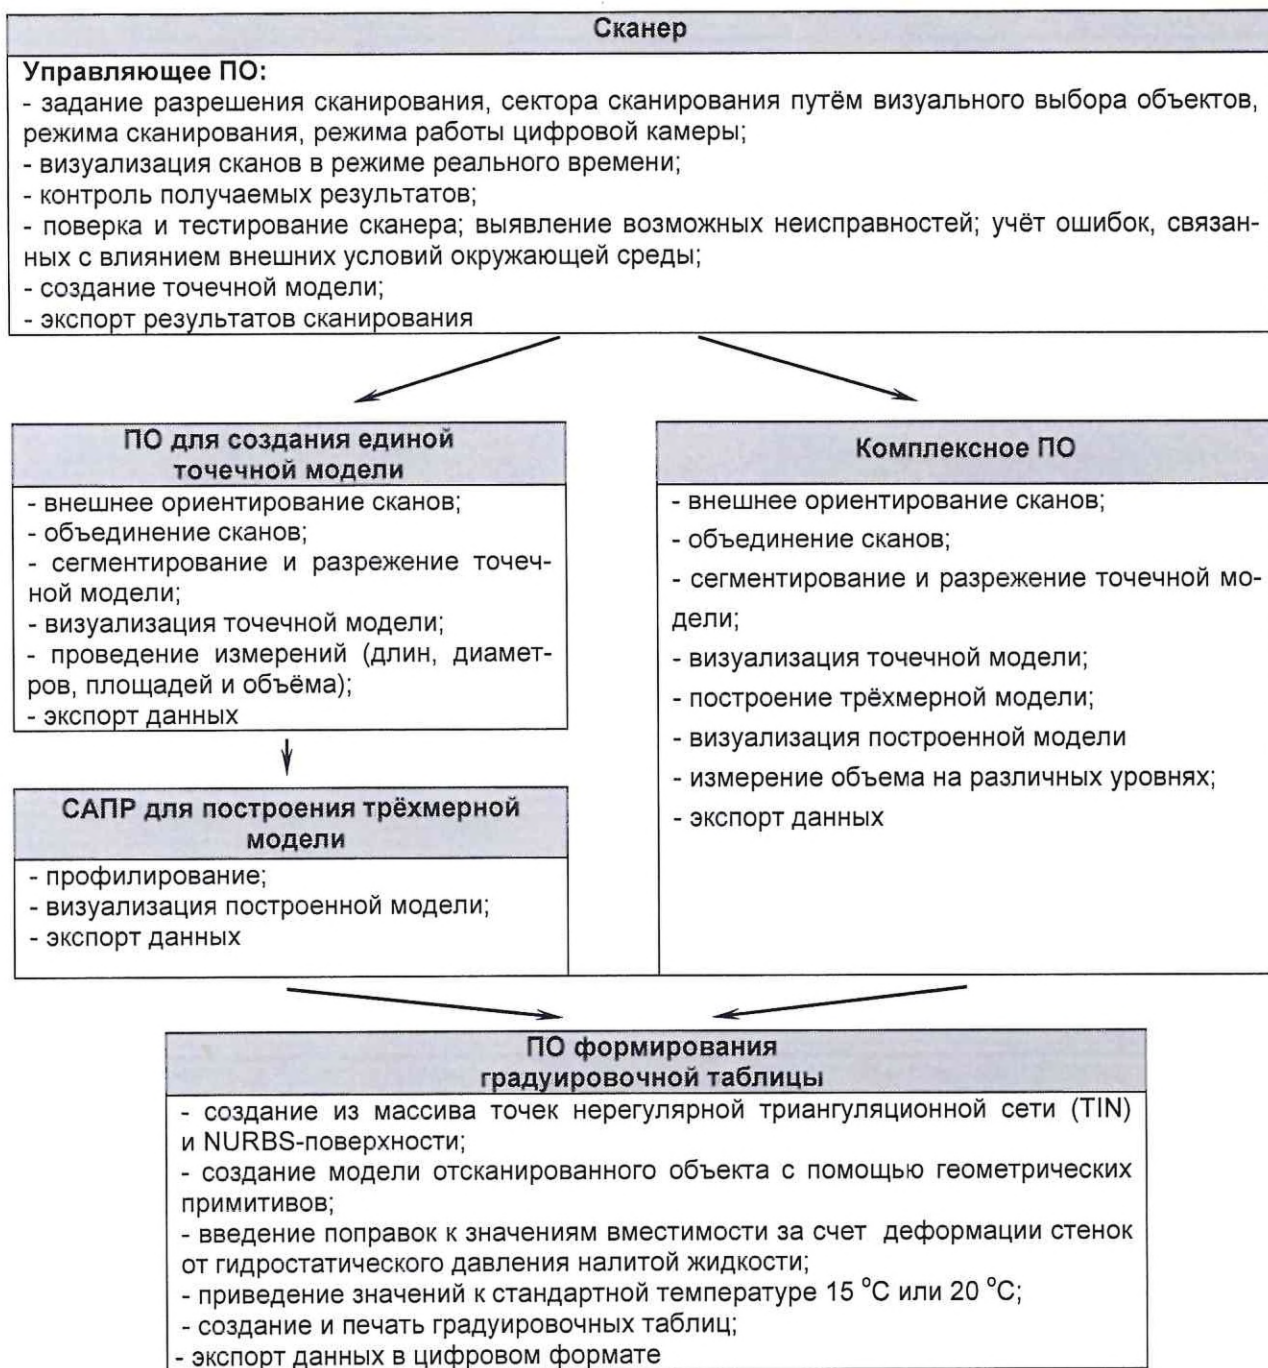 Сканер
Управляющее ПО:
- задание разрешения сканирования, сектора сканирования путём визуального выбора объектов,
режима сканирования, режима работы цифровой камеры;
- визуализация сканов в режиме реального времени;
- контроль получаемых результатов;
- поверка и тестирование сканера; выявление возможных неисправностей; учёт ошибок, связан-
ных с влиянием внешних условий окружающей среды;
- создание точечной модели;
- экспорт результатов сканирования
ПО для создания единой
точечной модели
- внешнее ориентирование сканов;
- объединение сканов;
- сегментирование и разрежение точеч-
ной модели;
- визуализация точечной модели;
- проведение измерений (длин, диамет-
ров, площадей и объёма);
- экспорт данных
САПР для построения трёхмерной
модели
- профилирование;
- визуализация построенной модели;
- экспорт данных
Комплексное ПО
- внешнее ориентирование сканов;
- объединение сканов;
- сегментирование и разрежение точечной мо-
дели;
- визуализация точечной модели;
- построение трёхмерной модели;
- визуализация построенной модели
- измерение объема на различных уровнях;
- экспорт данных
ПО формирования
градуировочной таблицы
- создание из массива точек нерегулярной триангуляционной сети (TIN)
и NURBS-поверхности;
- создание модели отсканированного объекта с помощью геометрических
примитивов;
- введение поправок к значениям вместимости за счет деформации стенок
от гидростатического давления налитой жидкости;
- приведение значений к стандартной температуре 15 °C или 20 °C;
- создание и печать градуировочных таблиц;
- экспорт данных в цифровом формате